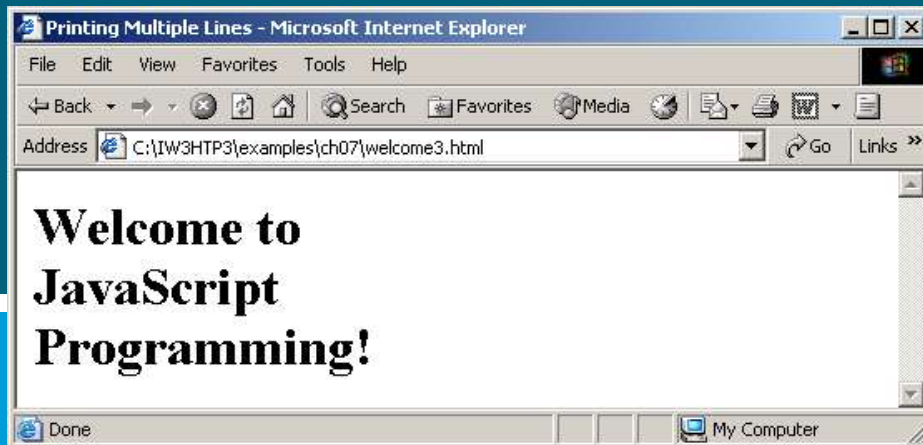 Printing Multiple Lines - Microsoft Internet Explorer
File Edit View Favorites Tools Help
Back Search Favorites Media
Address C:\IW3HTP3\examples\ch07\welcome3.html Go Links »
Welcome to
JavaScript
Programming!
Done My Computer